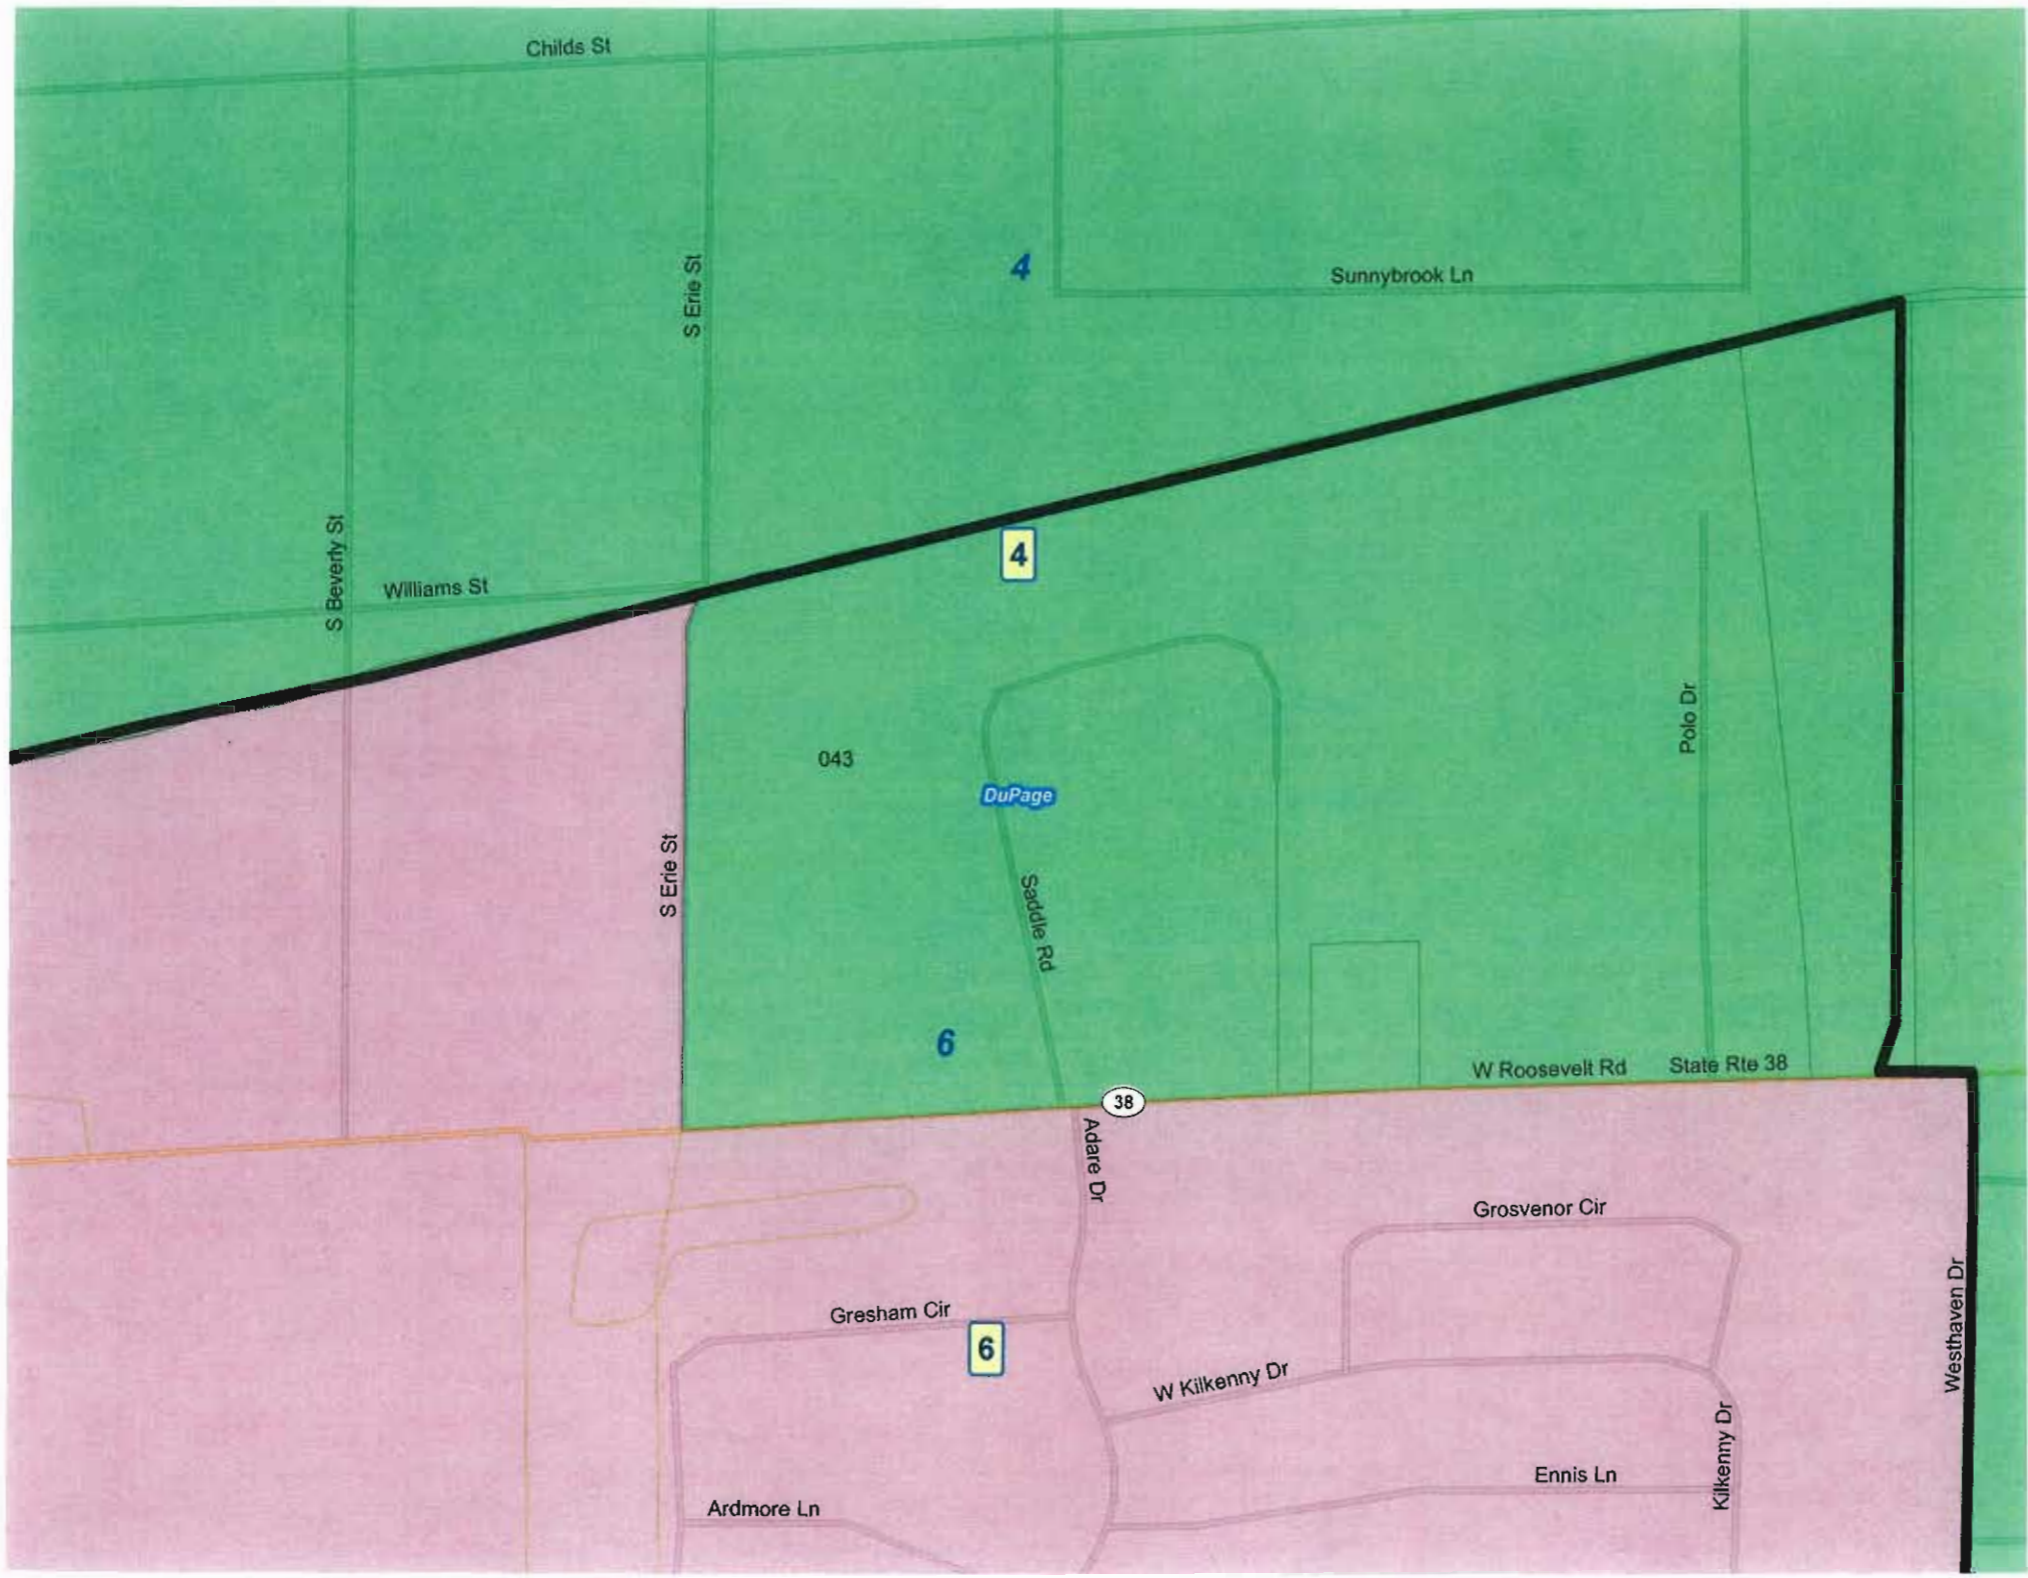 Childs St
S Erie St
4
Sunnybrook Ln
S Beverly St
Williams St
4
Polo Dr
043
DuPage
S Erie St
Saddle Rd
6
W Roosevelt Rd
State Rte 38
38
Adare Dr
Grosvenor Cir
Westhaven Dr
Gresham Cir
6
W Kilkenny Dr
Kilkenny Dr
Ennis Ln
Ardmore Ln